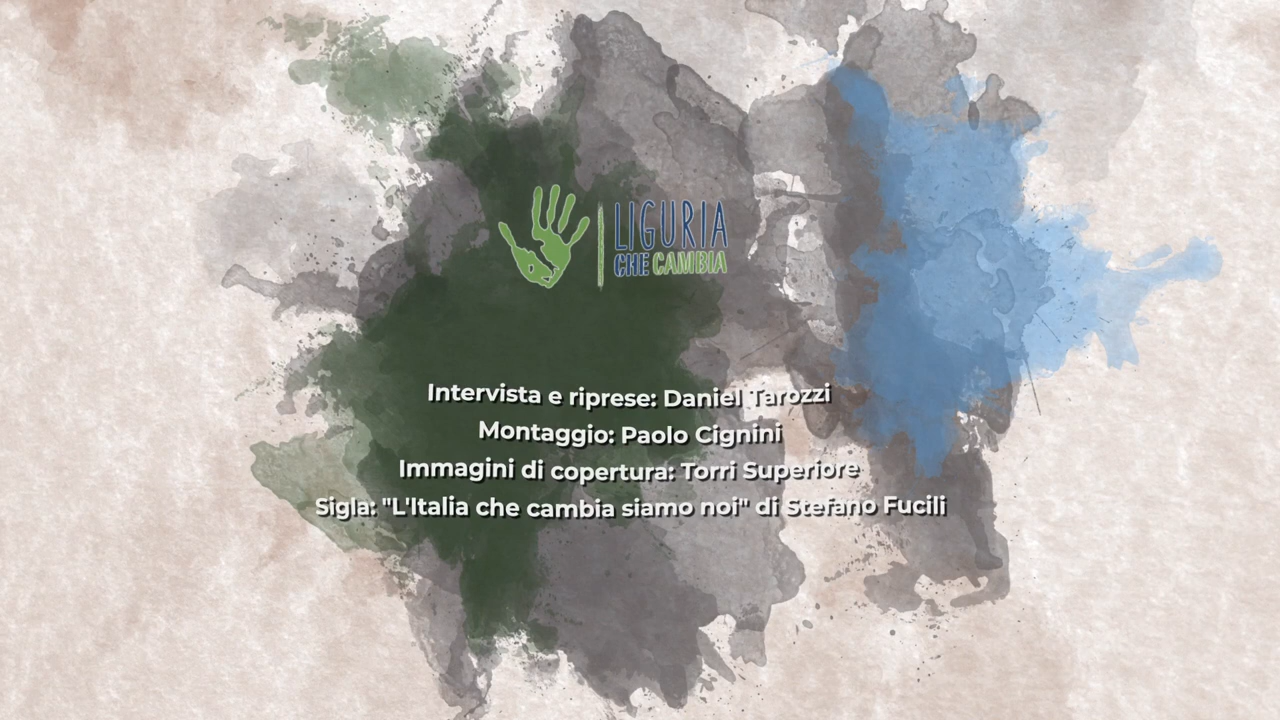 LIGURIA
CHE CAMBIA
Intervista e riprese: Daniel Tarozzi
Montaggio: Paolo Cignini
Immagini di copertura: Torri Superiore
Sigla: "L'Italia che cambia siamo noi" di Stefano Fucili